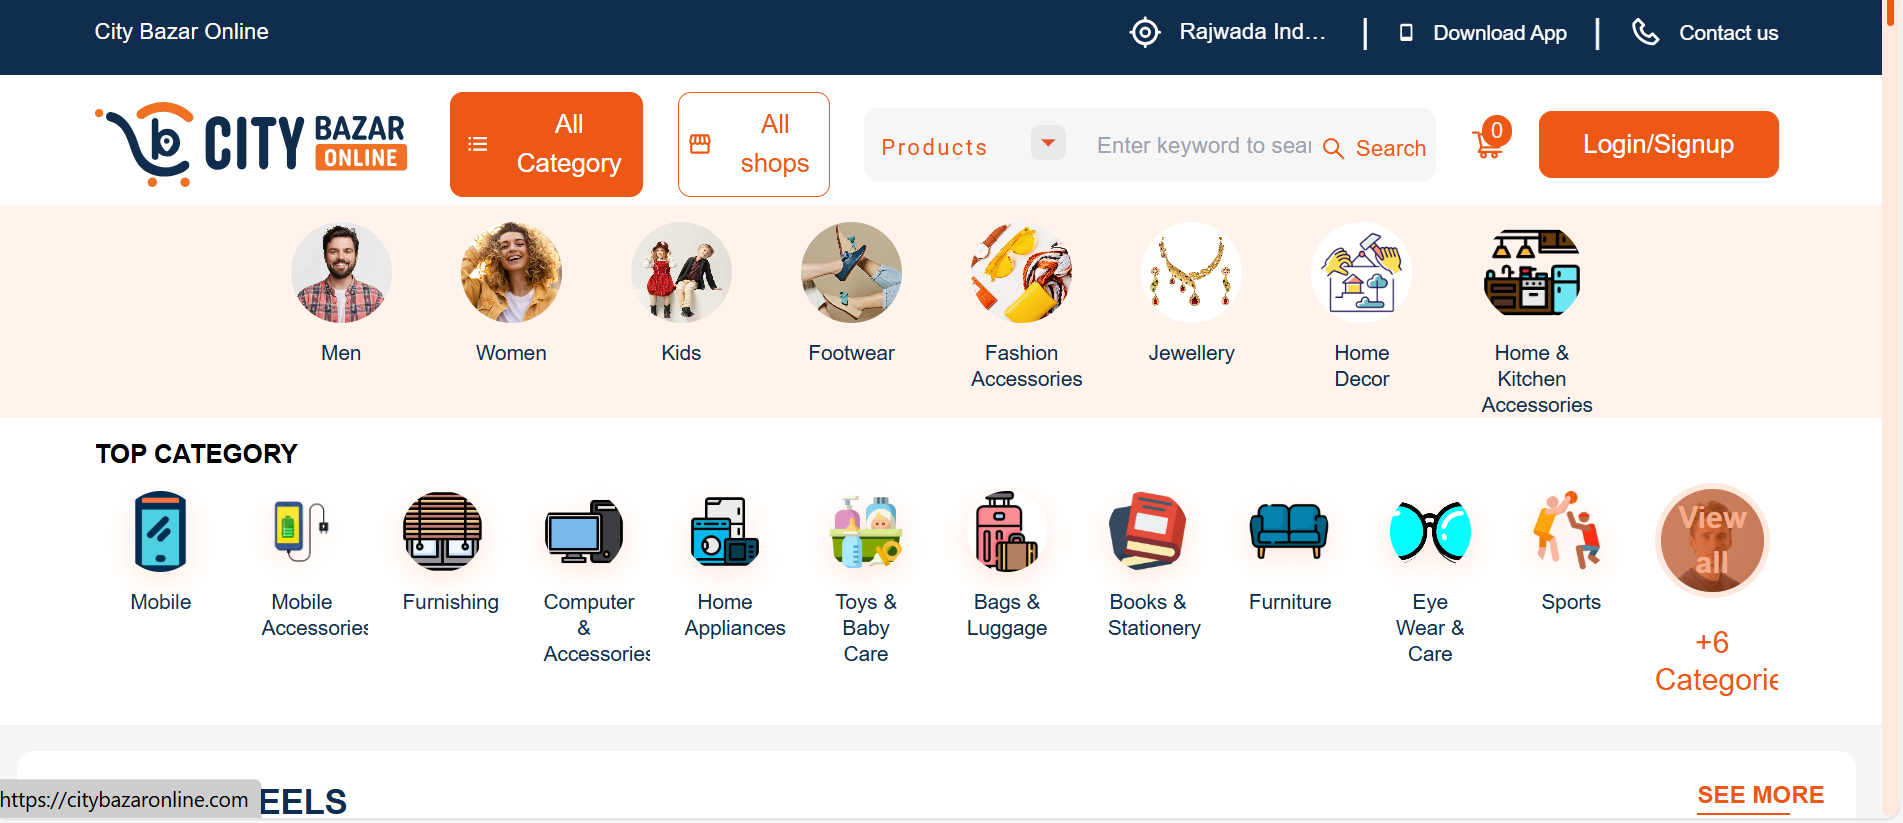 City Bazar Online
Rajwada Ind...
Download App
Contact us
CITY BAZAR ONLINE
All Category
All shops
Products
Enter keyword to sear
Search
0
Login/Signup
Men
Women
Kids
Footwear
Fashion Accessories
Jewellery
Home Decor
Home & Kitchen Accessories
TOP CATEGORY
Mobile
Mobile Accessories
Furnishing
Computer & Accessories
Home Appliances
Toys & Baby Care
Bags & Luggage
Books & Stationery
Furniture
Eye Wear & Care
Sports
View all
+6 Categorie
EELS
SEE MORE
https://citybazaronline.com